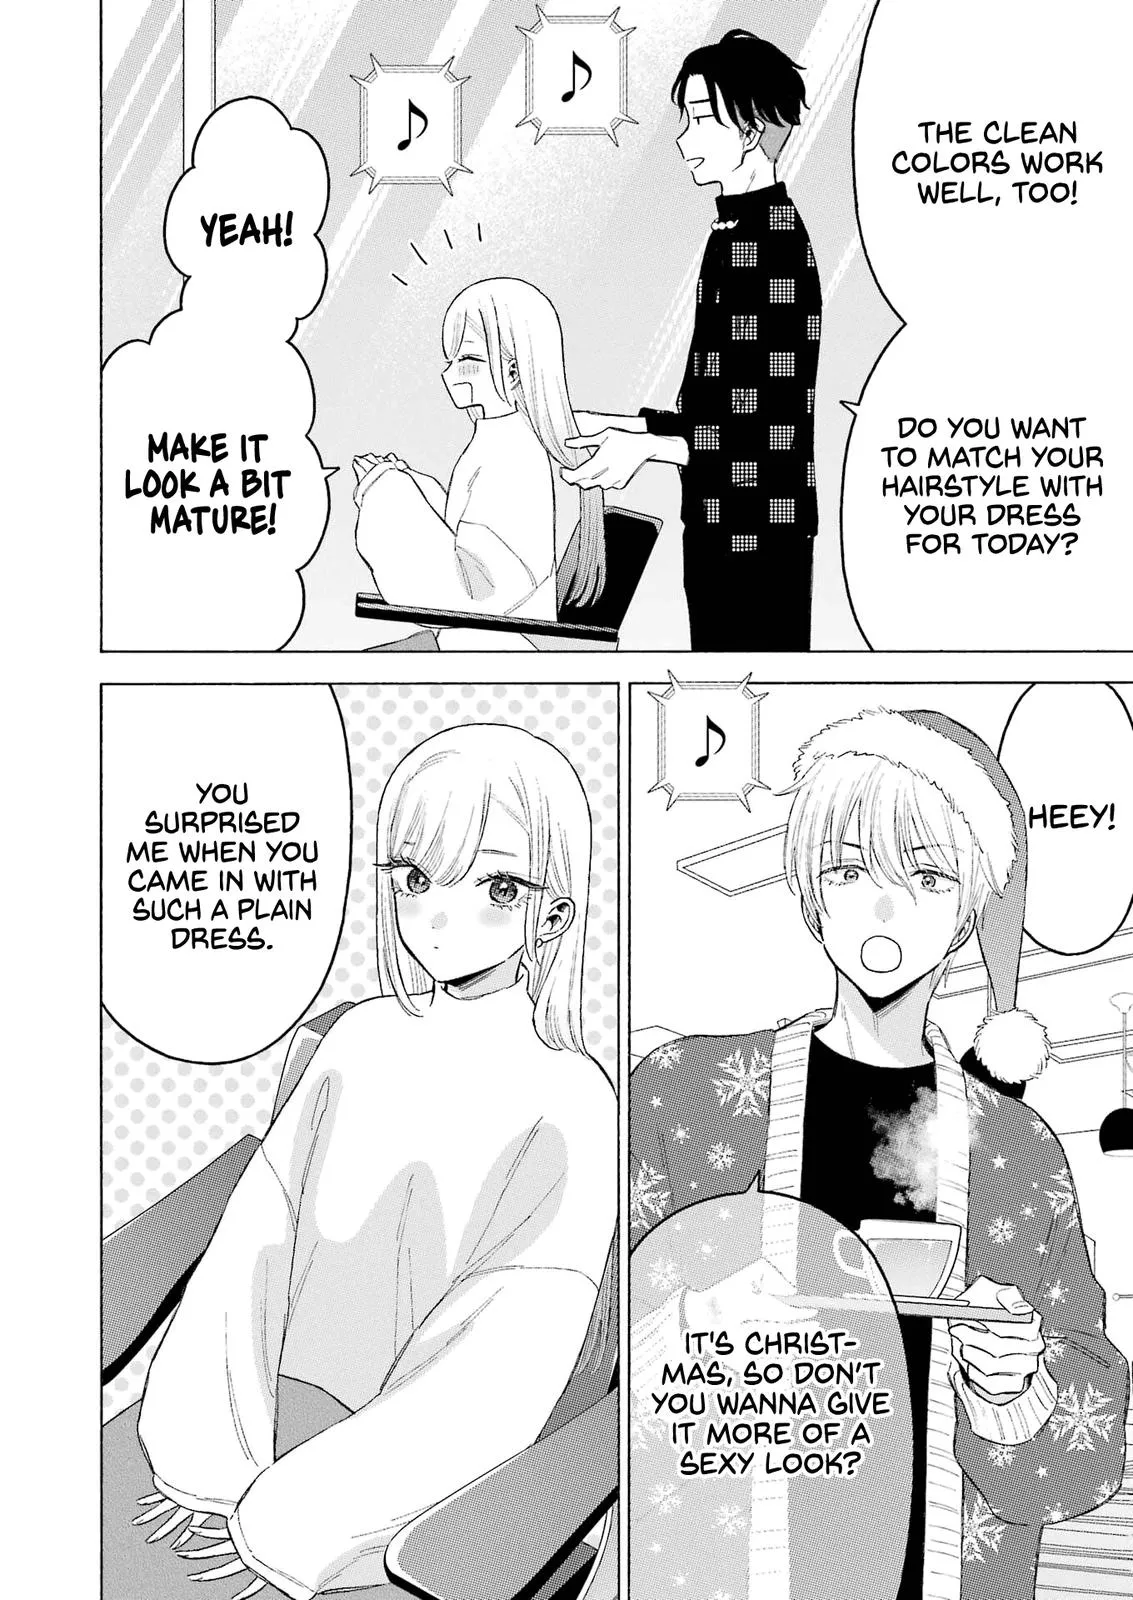 THE CLEAN
COLORS WORK
WELL, TOO!
DO YOU WANT
TO MATCH YOUR
HAIRSTYLE WITH
YOUR DRESS
FOR TODAY?
YEAH!
MAKE IT
LOOK A BIT
MATURE!
HEEY!
IT'S CHRIST-
MAS, SO DON'T
YOU WANNA GIVE
IT MORE OF A
SEXY LOOK?
YOU
SURPRISED
ME WHEN YOU
CAME IN WITH
SUCH A PLAIN
DRESS.